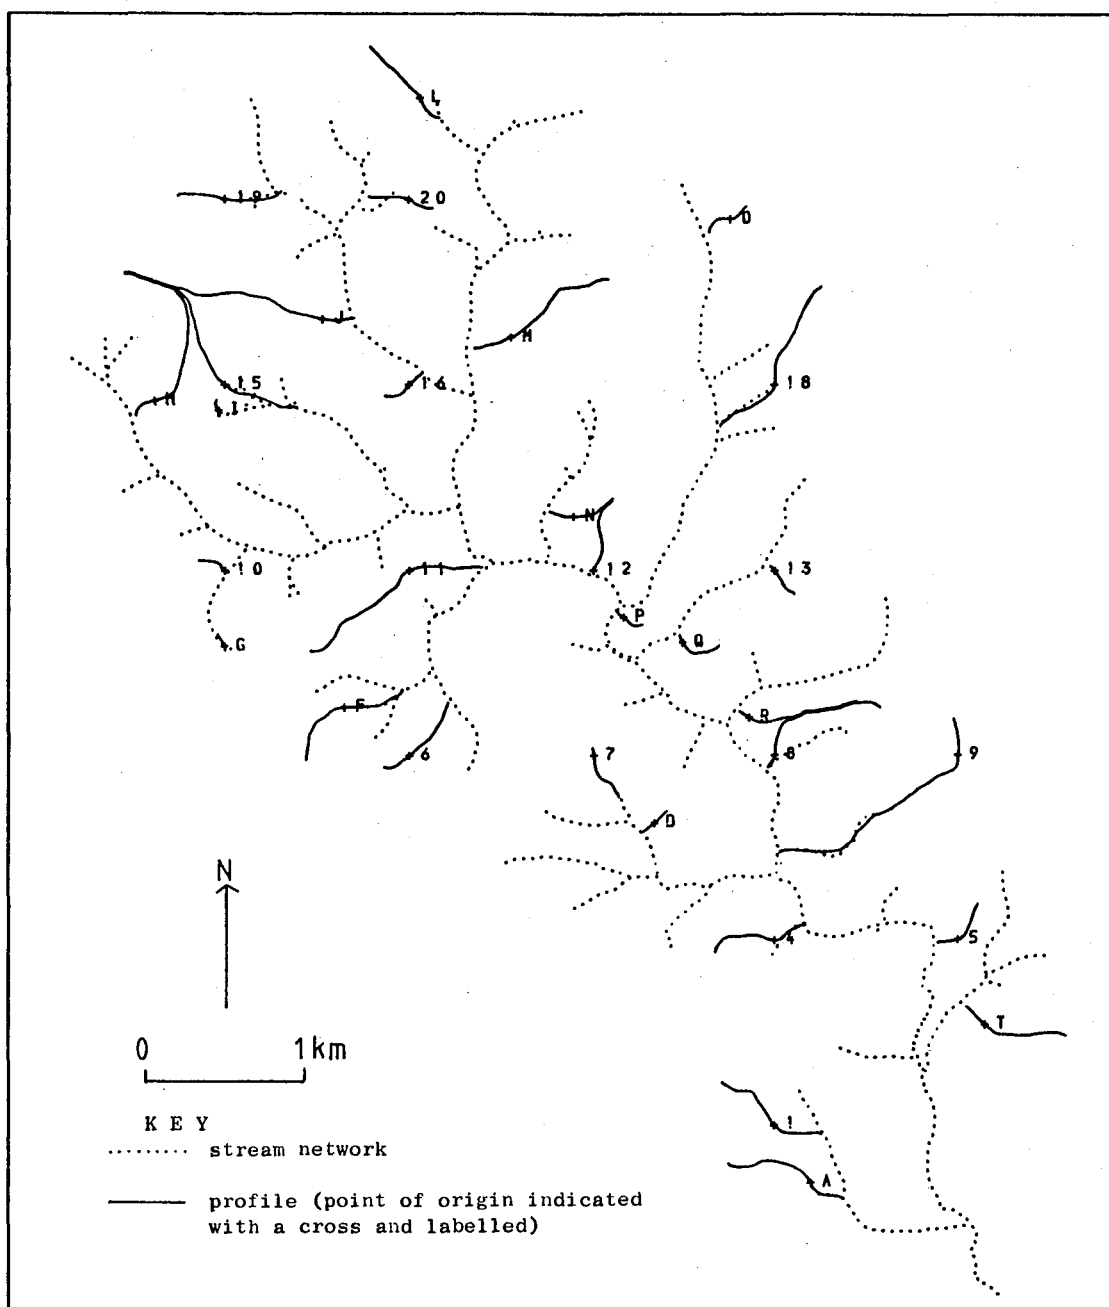 L
19
20
O
J
M
15
16
18
H
I
N
10
11
12
13
P
G
Q
F
R
6
7
8
9
D
N
4
5
0
1km
T
1
K E Y
stream network
A
profile (point of origin indicated
with a cross and labelled)